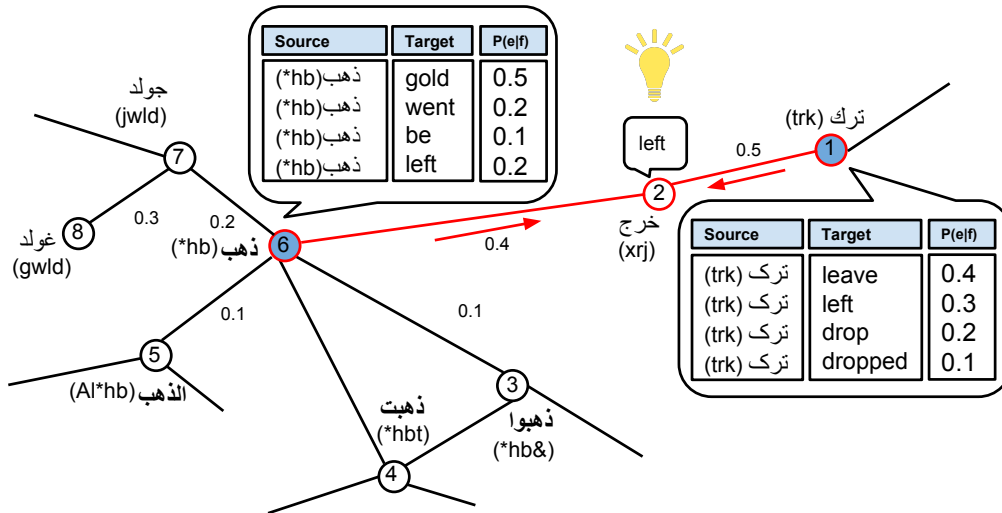 Source Target P(e|f)
(*hb)ذهب gold 0.5
(*hb)ذهب went 0.2
(*hb)ذهب be 0.1
(*hb)ذهب left 0.2
جولد
(jwld)
7
left
(trk) ترك
1
0.5
2
خرج
(xrj)
8
غولد
(gwld)
0.3
0.2
(*hb) ذهب
6
0.4
Source Target P(e|f)
(trk) ترک leave 0.4
(trk) ترک left 0.3
(trk) ترک drop 0.2
(trk) ترک dropped 0.1
0.1
0.1
5
(Al*hb) الذهب
3
ذهبوا
(*hb&)
ذهبت
(*hbt)
4